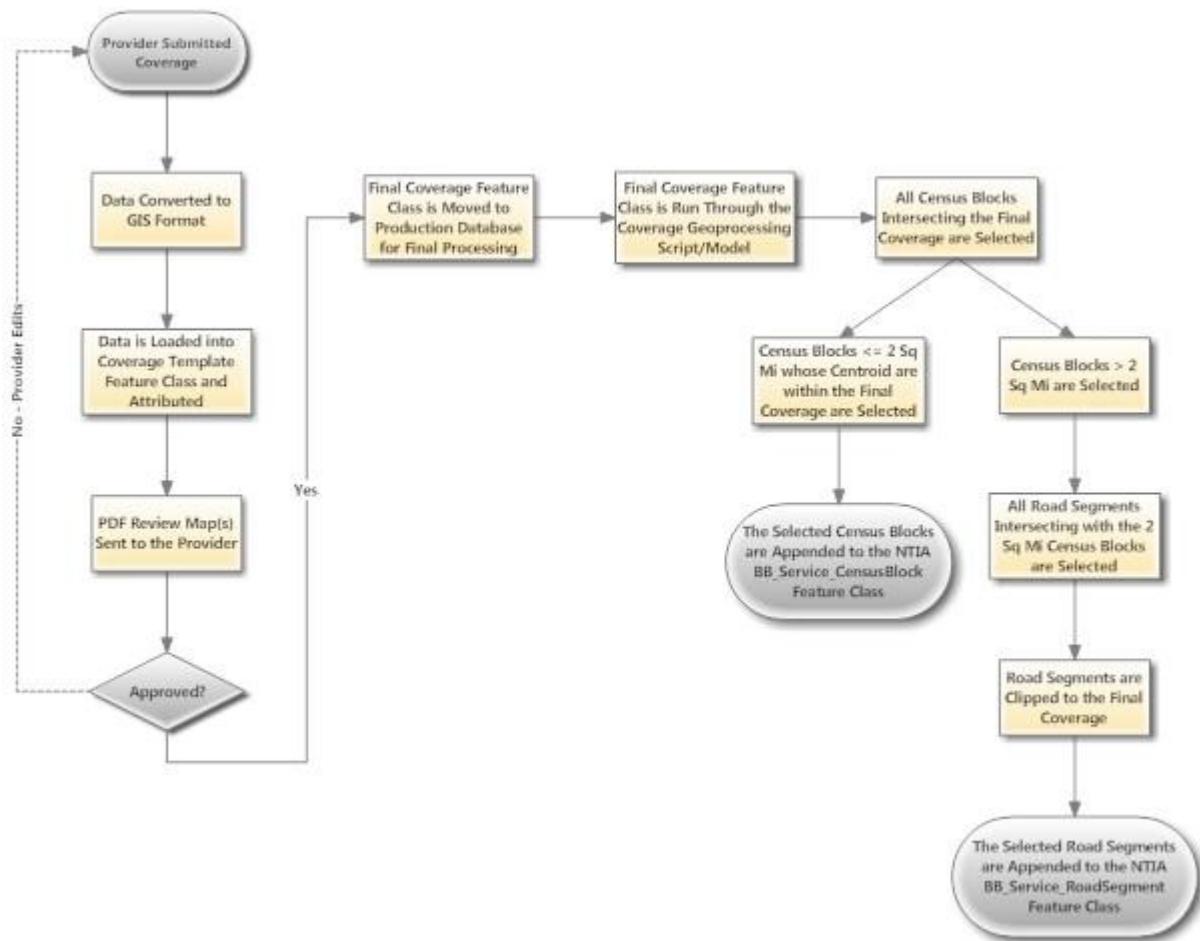 Provider Submitted
Coverage
Data Converted to
GIS Format
Data is Loaded into
Coverage Template
Feature Class and
Attributed
PDF Review Map(s)
Sent to the Provider
Approved?
No - Provider Edits
Yes
Final Coverage Feature
Class is Moved to
Production Database
for Final Processing
Final Coverage Feature
Class is Run Through the
Coverage Geoprocessing
Script/Model
All Census Blocks
Intersecting the Final
Coverage are Selected
Census Blocks <= 2 Sq
Mi whose Centroid are
within the Final
Coverage are Selected
The Selected Census Blocks
are Appended to the NTIA
BB_Service_CensusBlock
Feature Class
Census Blocks > 2
Sq Mi are Selected
All Road Segments
Intersecting with the 2
Sq Mi Census Blocks
are Selected
Road Segments are
Clipped to the Final
Coverage
The Selected Road Segments
are Appended to the NTIA
BB_Service_RoadSegment
Feature Class